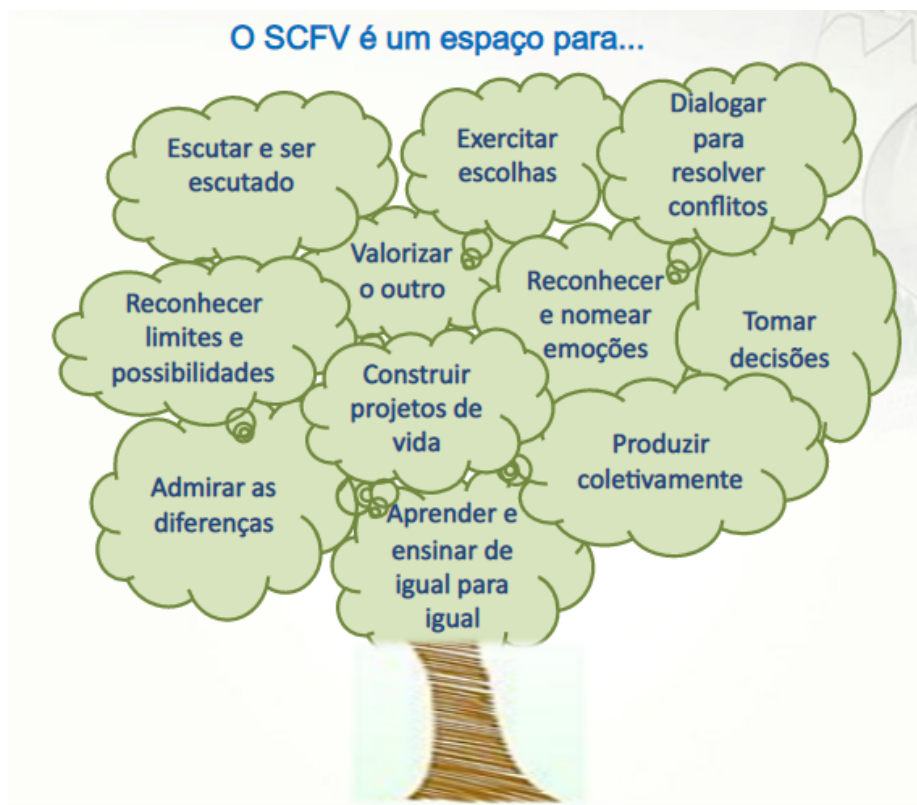 O SCFV é um espaço para...
Escutar e ser
escutado
Exercitar
escolhas
Dialogar
para
resolver
conflitos
Valorizar
o outro
Reconhecer
e nomear
emoções
Tomar
decisões
Reconhecer
limites e
possibilidades
Construir
projetos de
vida
Produzir
coletivamente
Admirar as
diferenças
Aprender e
ensinar de
igual para
igual